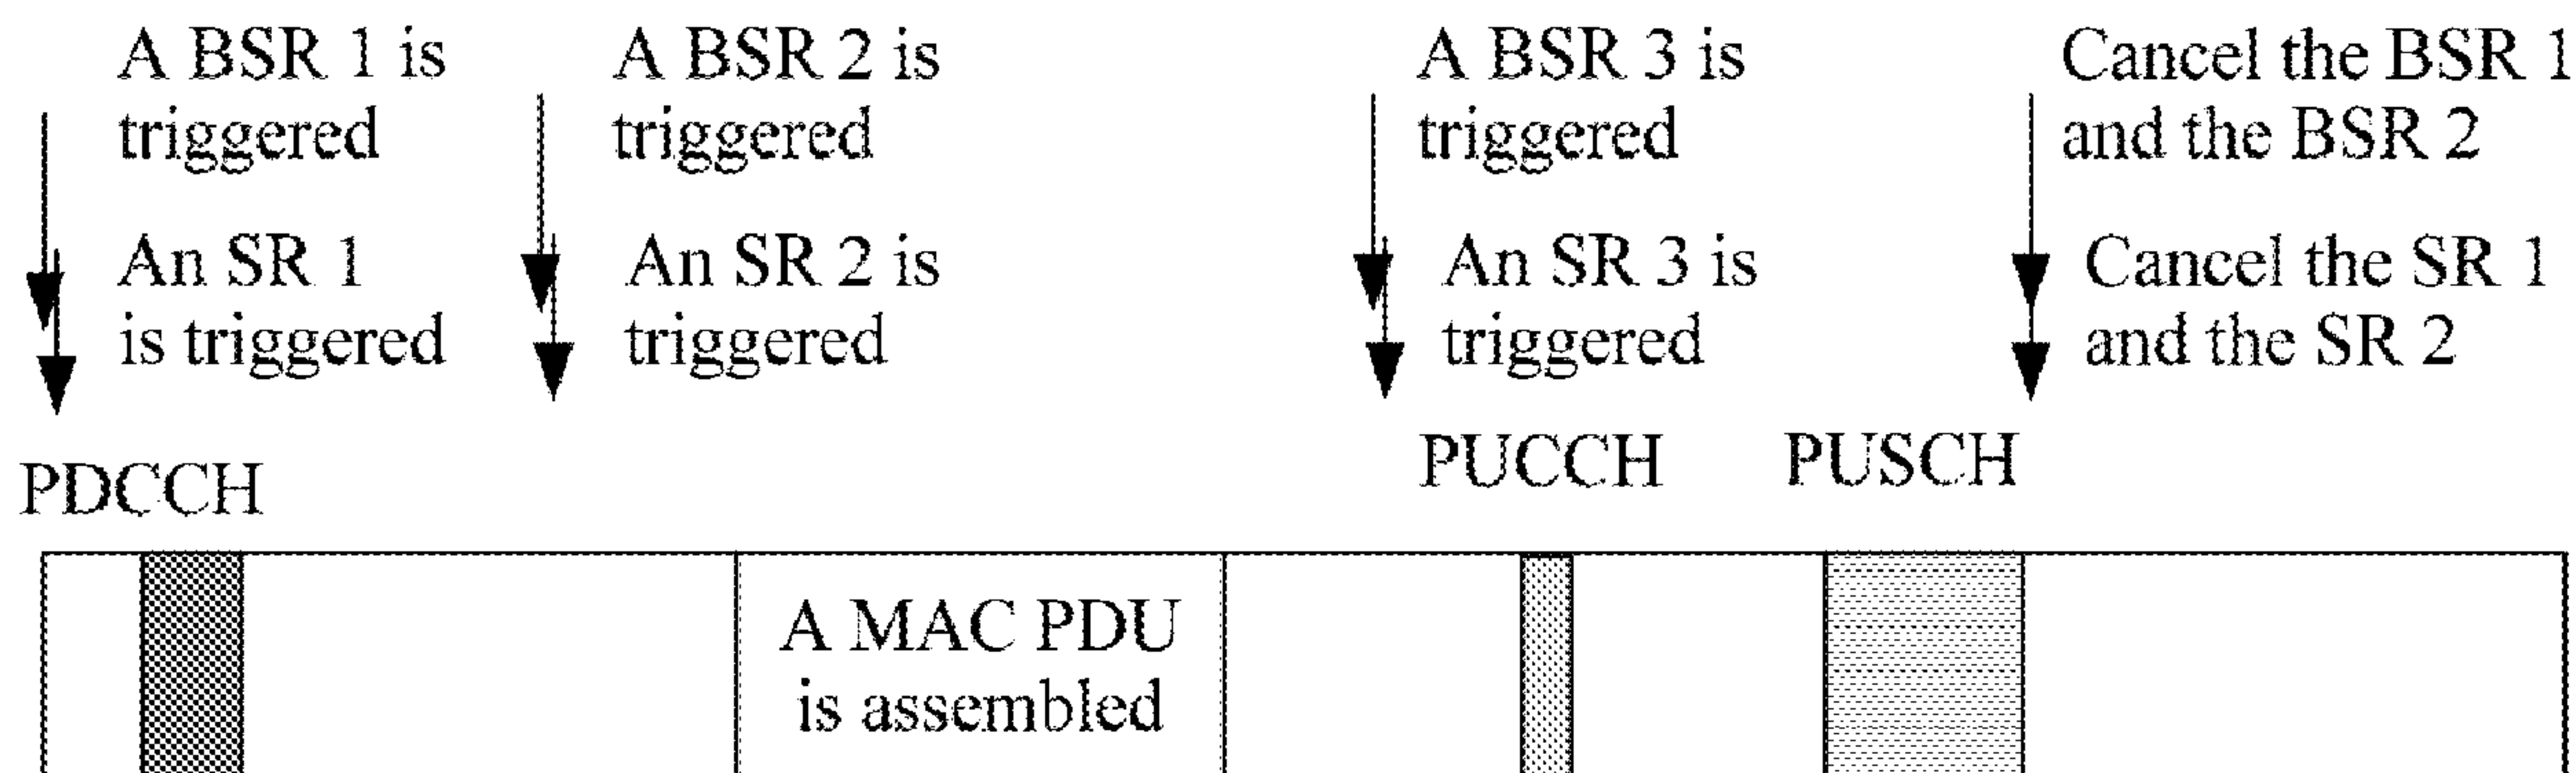 A BSR 1 is
triggered
A BSR 2 is
triggered
A BSR 3 is
triggered
Cancel the BSR 1
and the BSR 2
An SR 1
is triggered
An SR 2 is
triggered
An SR 3 is
triggered
Cancel the SR 1
and the SR 2
PDCCH
PUCCH
PUSCH
A MAC PDU
is assembled